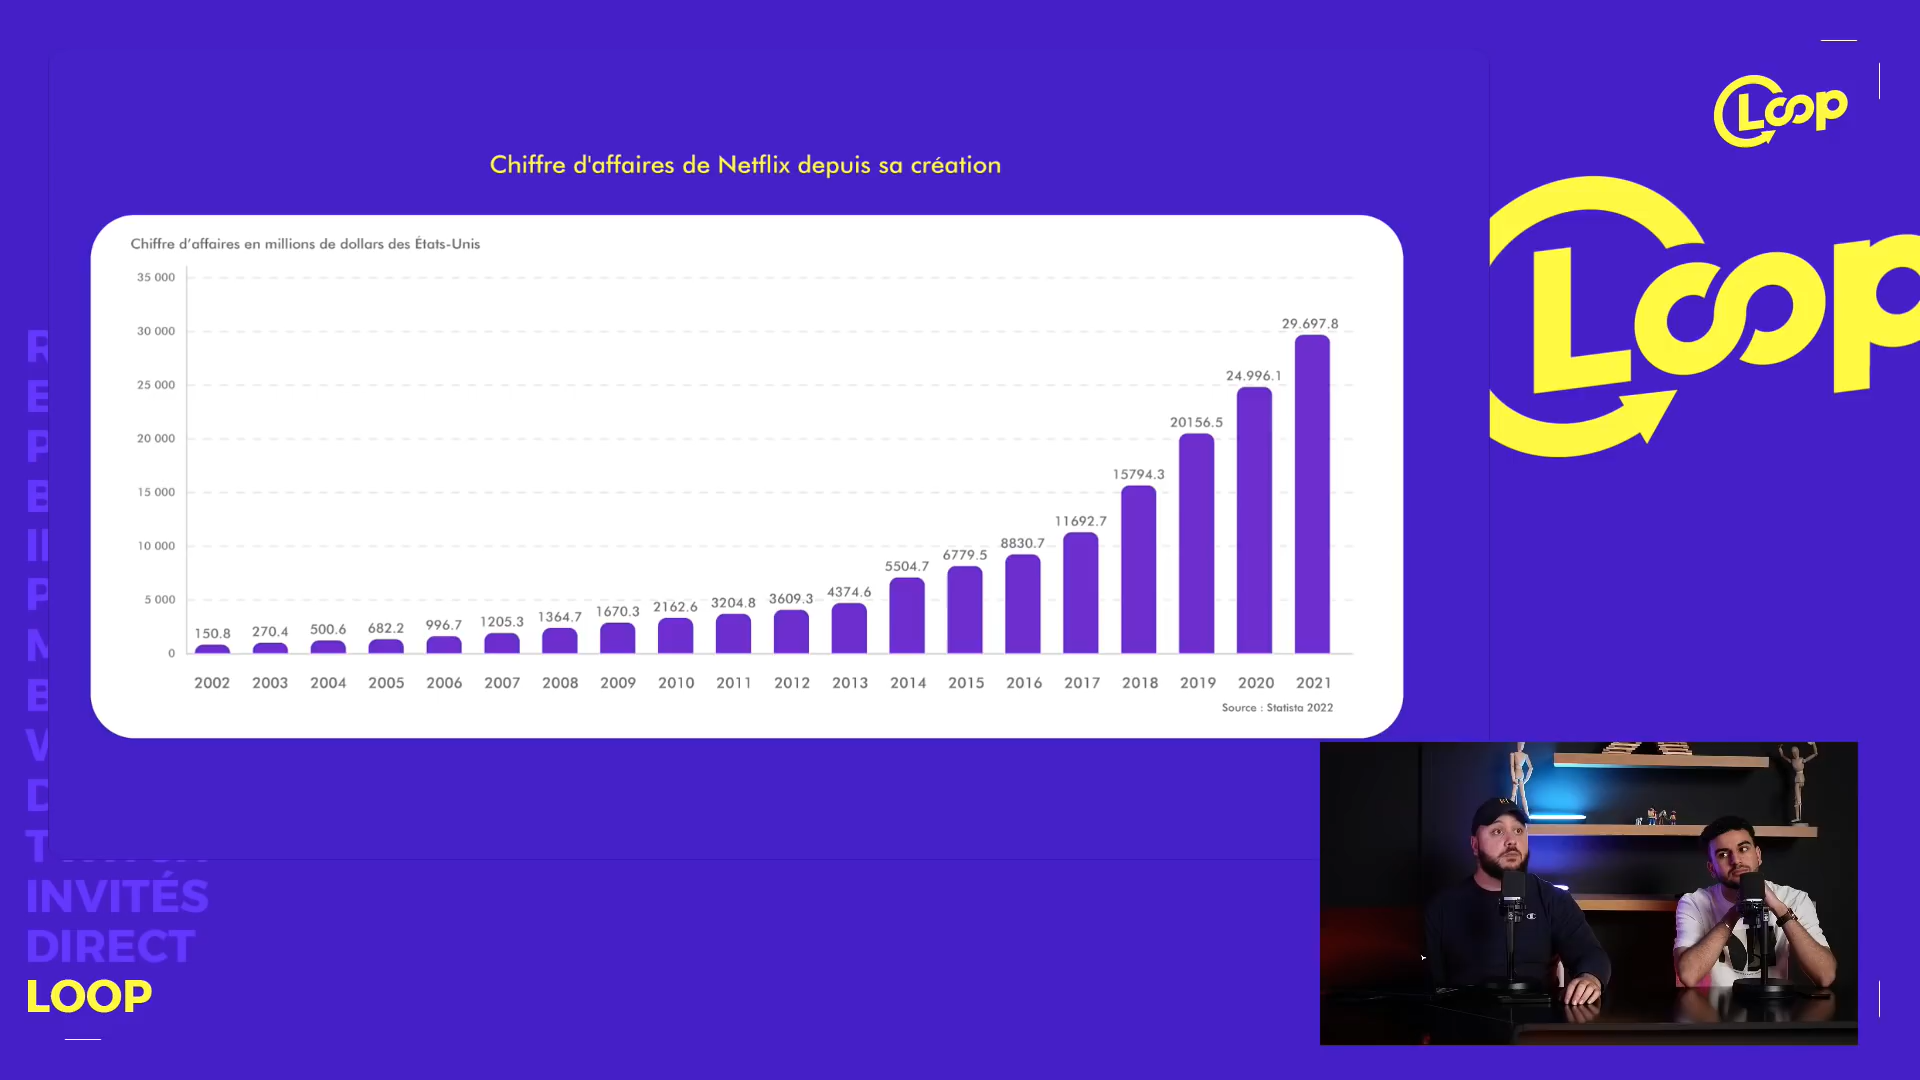 Loop
Chiffre d'affaires de Netflix depuis sa création
Loop
Chiffre d’affaires en millions de dollars des États-Unis
35 000
30 000
25 000
20 000
15 000
10 000
5 000
0
150.8 270.4 500.6 682.2 996.7 1205.3 1364.7 1670.3 2162.6 3204.8 3609.3 4374.6 5504.7 6779.5 8830.7 11692.7 15794.3 20156.5 24.996.1 29.697.8
2002 2003 2004 2005 2006 2007 2008 2009 2010 2011 2012 2013 2014 2015 2016 2017 2018 2019 2020 2021
Source : Statista 2022
INVITÉS
DIRECT
LOOP